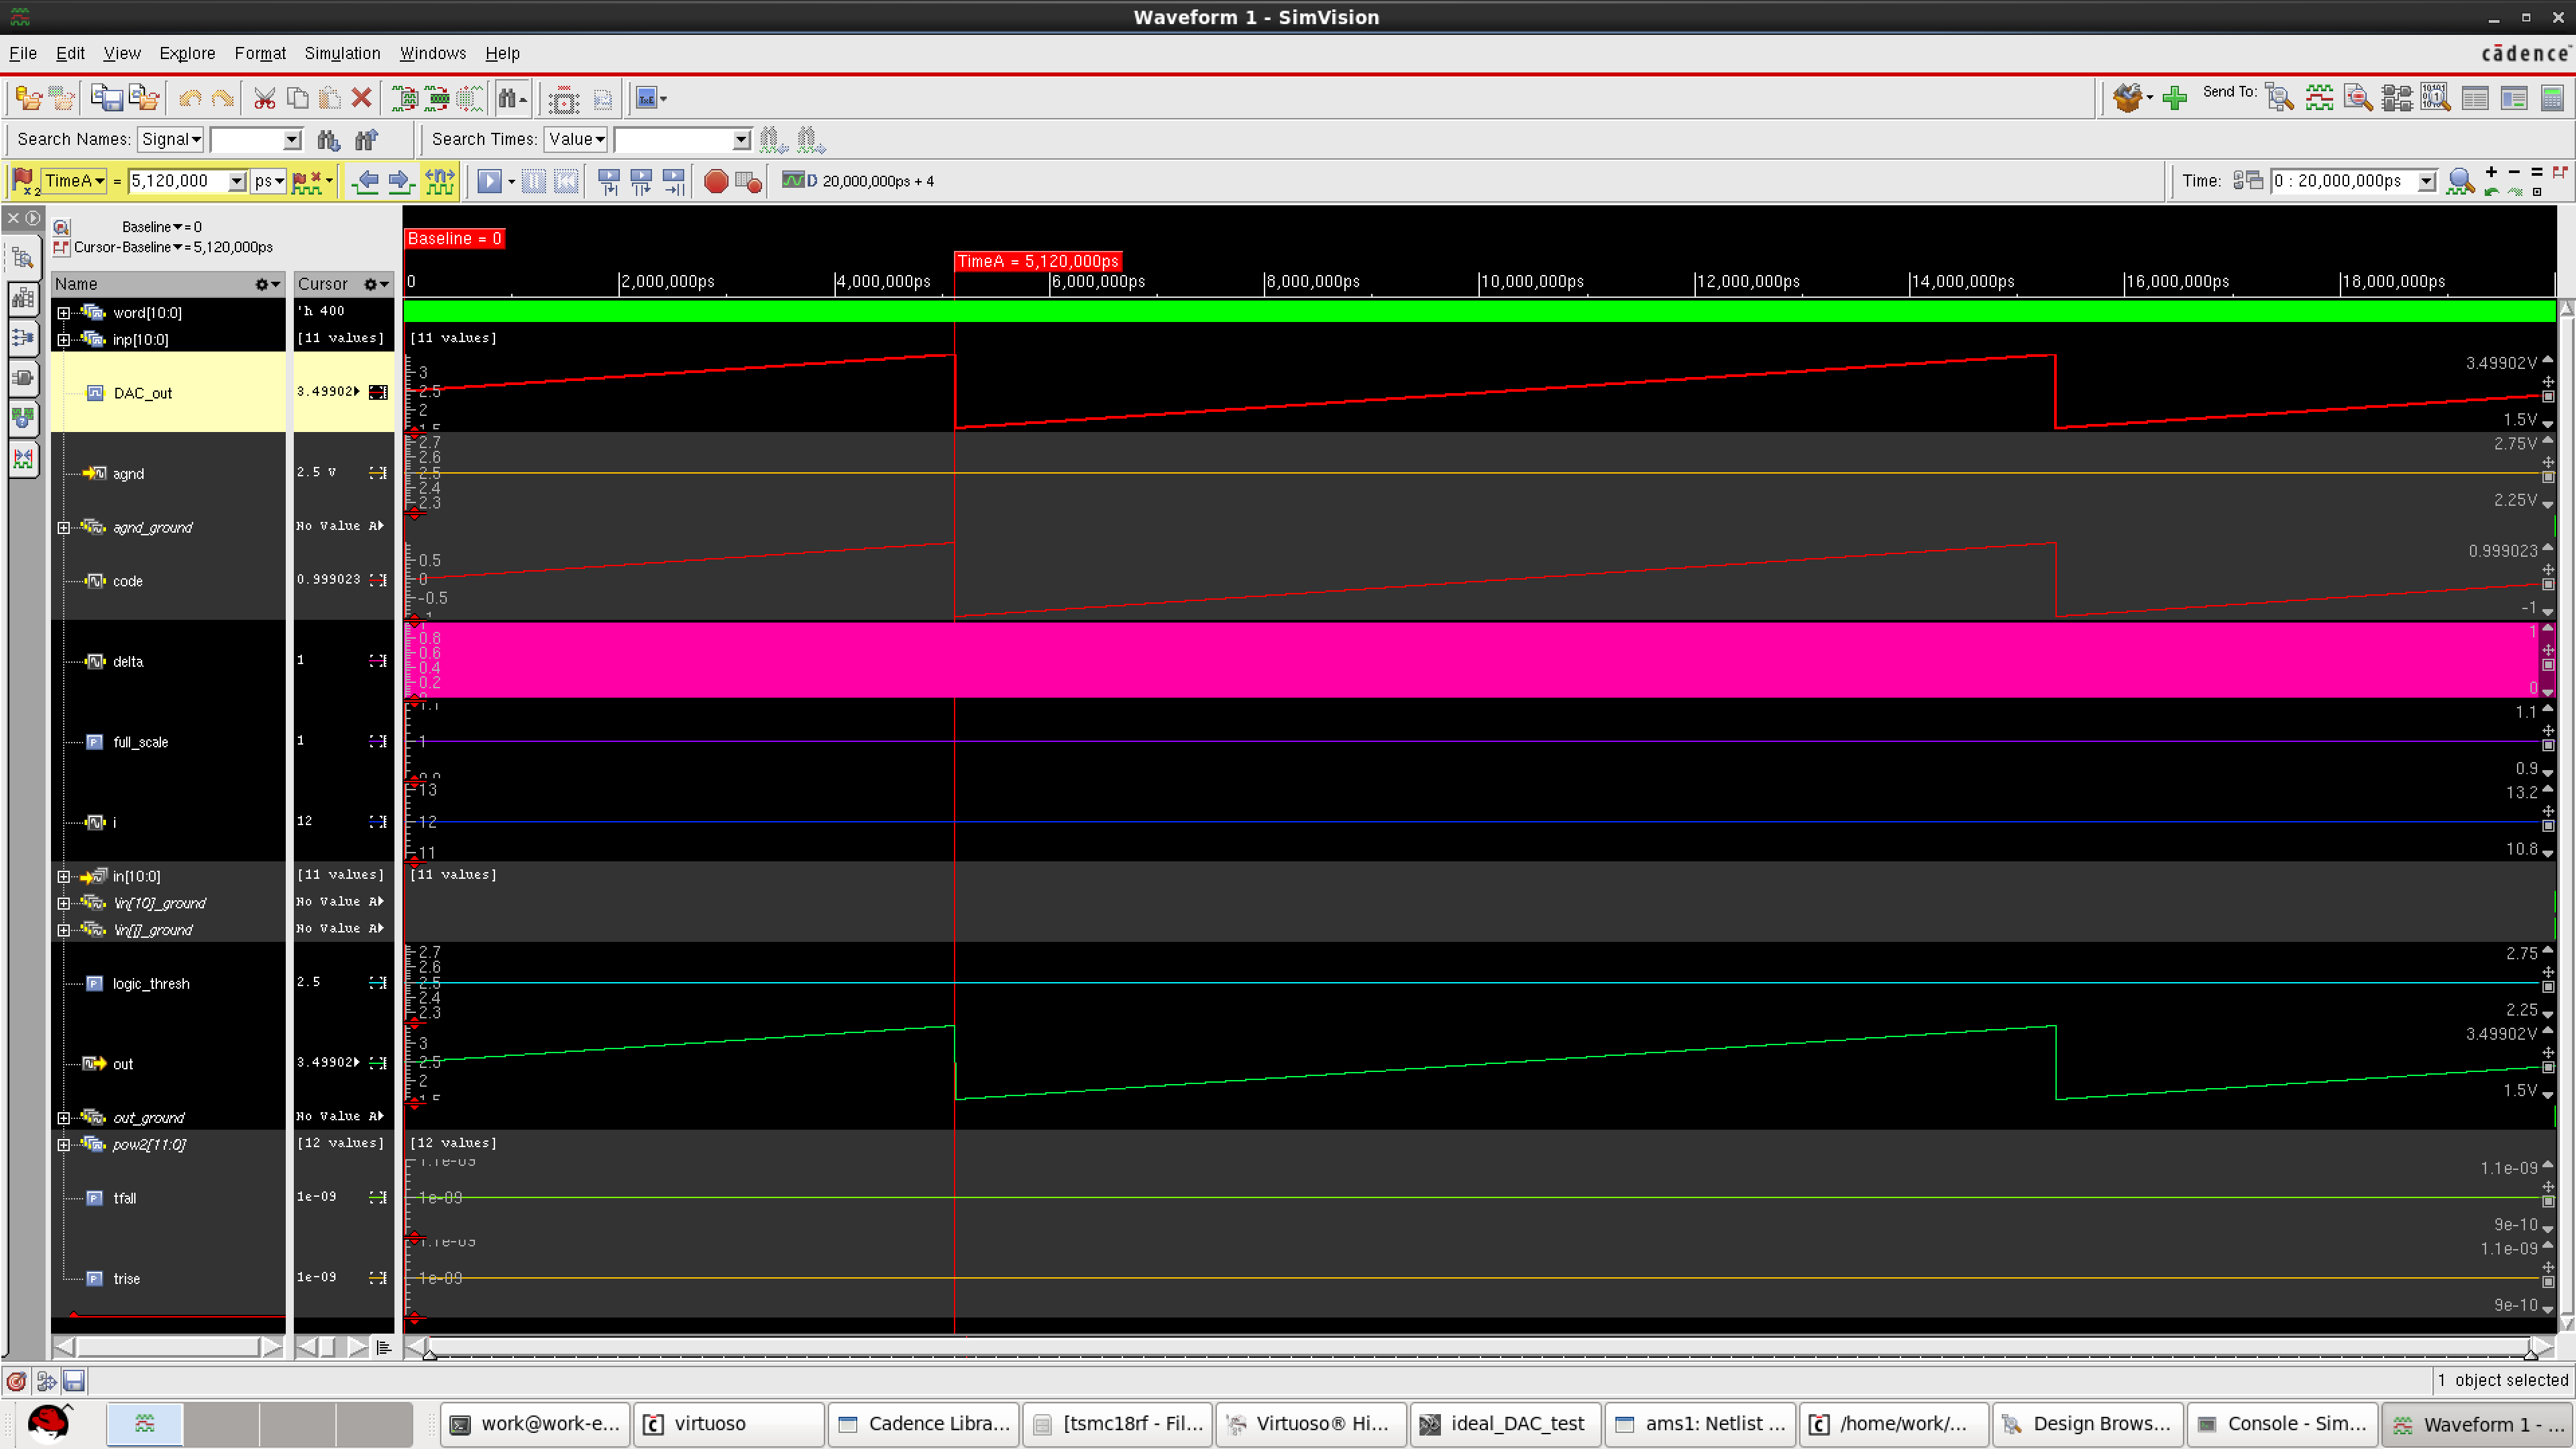 Waveform 1 - SimVision
File Edit View Explore Format Simulation Windows Help
cādence
Send To:
Search Names: Signal
Search Times: Value
x2 TimeA = 5,120,000 ps
20,000,000ps + 4
Time: 0 : 20,000,000ps
Baseline = 0
Cursor-Baseline = 5,120,000ps
Baseline = 0
TimeA = 5,120,000ps
Name Cursor
0 2,000,000ps 4,000,000ps 6,000,000ps 8,000,000ps 10,000,000ps 12,000,000ps 14,000,000ps 16,000,000ps 18,000,000ps
word[10:0] 'h 400
inp[10:0] [11 values] [11 values]
DAC_out 3.49902 3 2.5 2 1.5 3.49902V 1.5V
agnd 2.5 V 2.7 2.6 2.5 2.4 2.3 2.75V 2.25V
agnd_ground No Value A
code 0.999023 0.5 0 -0.5 -1 0.999023 -1
delta 1 0.8 0.6 0.4 0.2 1 0
full_scale 1 1.1 1 0.9 1.1 0.9
i 12 13 12 11 13.2 10.8
in[10:0] [11 values] [11 values]
\in[10]_ground No Value A
\in[j]_ground No Value A
logic_thresh 2.5 2.7 2.6 2.5 2.4 2.3 2.75 2.25
out 3.49902 3 2.5 2 1.5 3.49902V 1.5V
out_ground No Value A
pow2[11:0] [12 values] [12 values]
tfall 1e-09 1.1e-09 1e-09 1.1e-09 9e-10
trise 1e-09 1.1e-09 1e-09 1.1e-09 9e-10
1 object selected
work@work-e... virtuoso Cadence Libra... [tsmc18rf - Fil... Virtuoso® Hi... ideal_DAC_test ams1: Netlist ... /home/work/... Design Brows... Console - Sim... Waveform 1 - ...